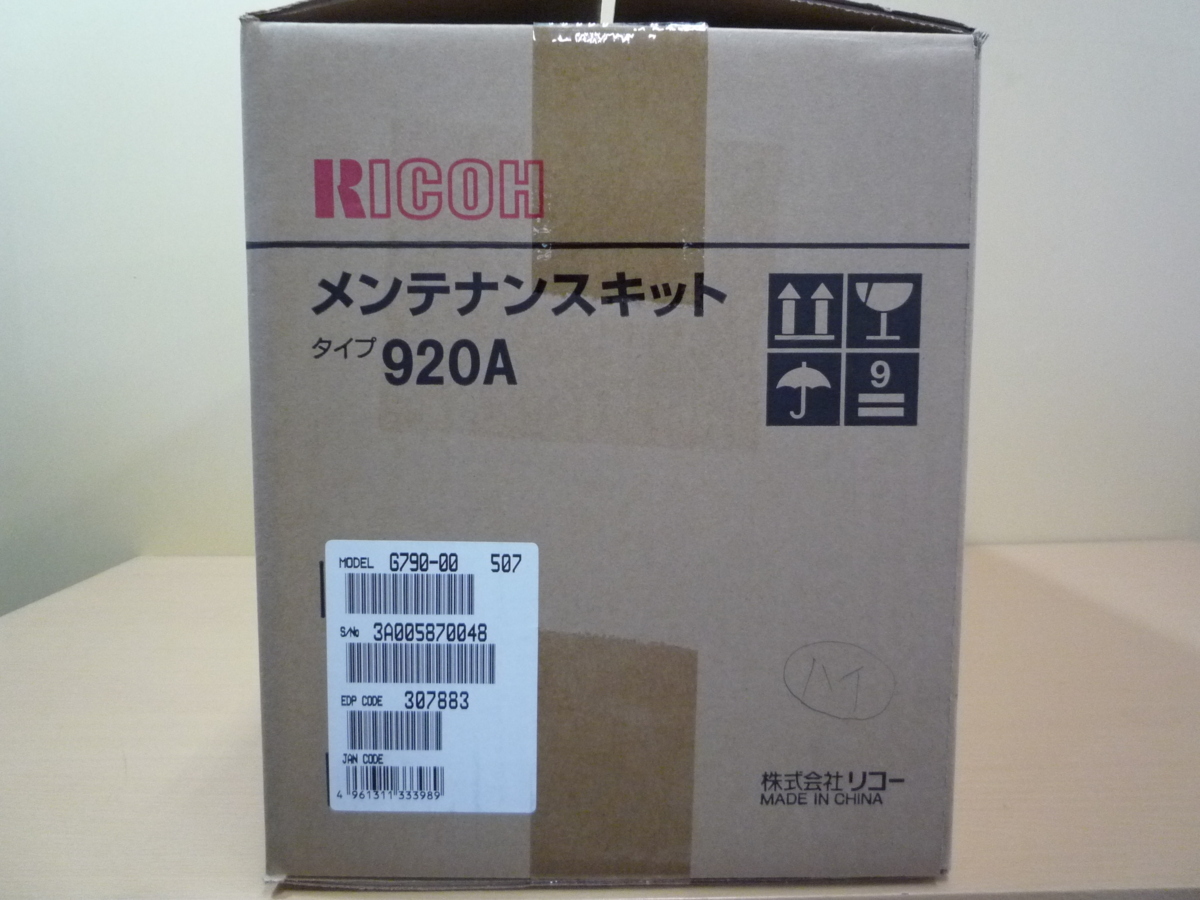 RICOH
メンテナンスキット
タイプ 920A
9
MODEL G790-00 507
S/No 3A005870048
EDP CODE 307883
JAN CODE
4 961311 333989
ハイ
株式会社リコー
MADE IN CHINA